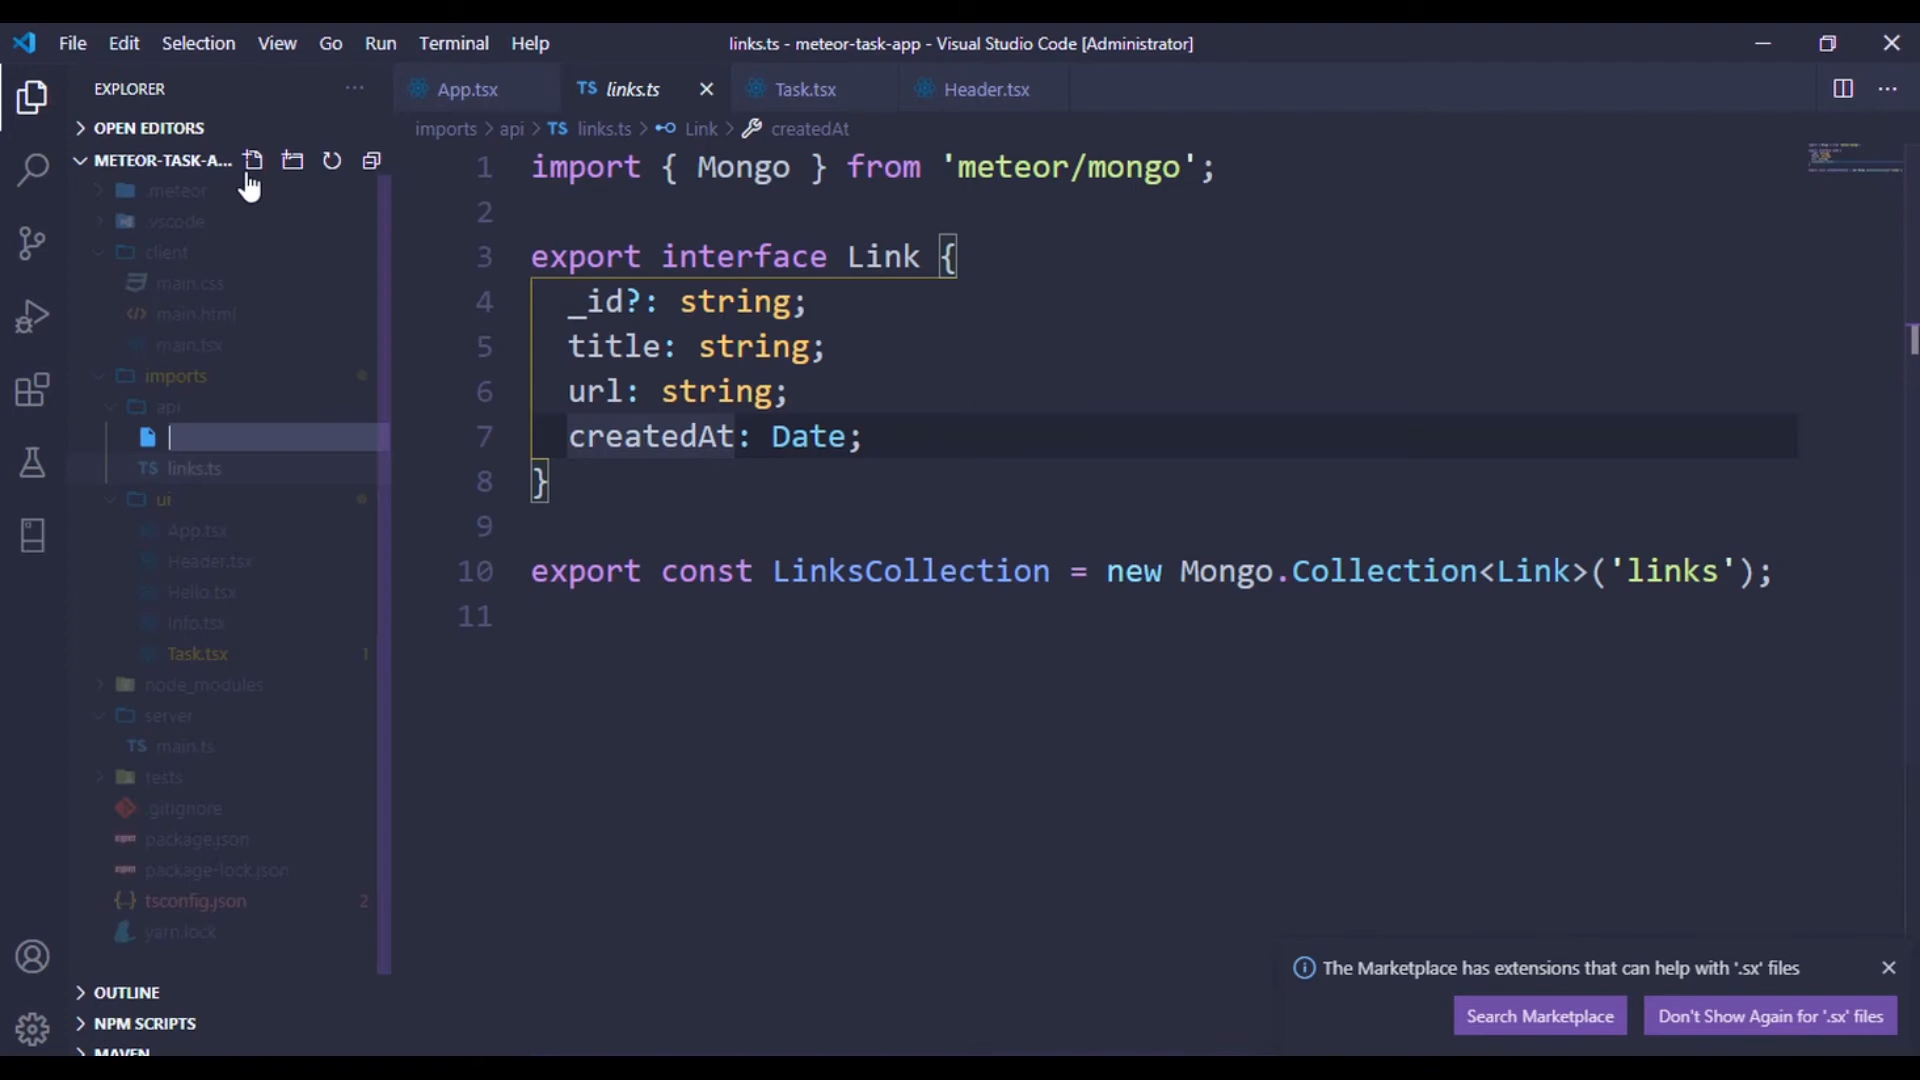 File Edit Selection View Go Run Terminal Help
links.ts - meteor-task-app - Visual Studio Code [Administrator]
EXPLORER
OPEN EDITORS
METEOR-TASK-A...
.meteor
.vscode
client
main.css
main.html
main.tsx
imports
api
TS links.ts
ui
App.tsx
Header.tsx
Hello.tsx
Info.tsx
Task.tsx 1
node_modules
server
TS main.ts
tests
.gitignore
package.json
package-lock.json
tsconfig.json 2
yarn.lock
OUTLINE
NPM SCRIPTS
MAVEN
App.tsx TS links.ts Task.tsx Header.tsx
imports > api > TS links.ts > Link > createdAt
1 import { Mongo } from 'meteor/mongo';
2
3 export interface Link {
4 _id?: string;
5 title: string;
6 url: string;
7 createdAt: Date;
8 }
9
10 export const LinksCollection = new Mongo.Collection<Link>('links');
11
The Marketplace has extensions that can help with '.sx' files
Search Marketplace Don't Show Again for '.sx' files